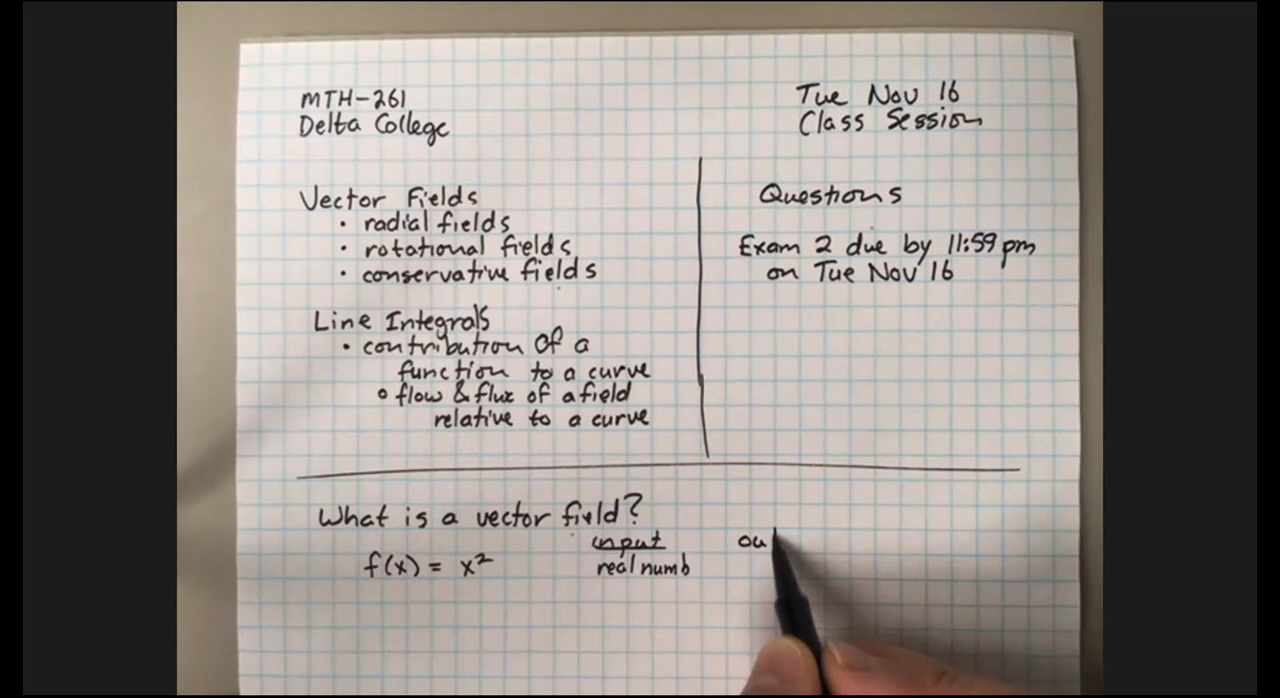 MTH-261
Delta College
Tue Nov 16
Class Session
Vector Fields
• radial fields
• rotational fields
• conservative fields
Line Integrals
• contribution of a
function to a curve
• flow & flux of a field
relative to a curve
Questions
Exam 2 due by 11:59 pm
on Tue Nov 16
What is a vector field?
input ou
f(x) = x² real numb